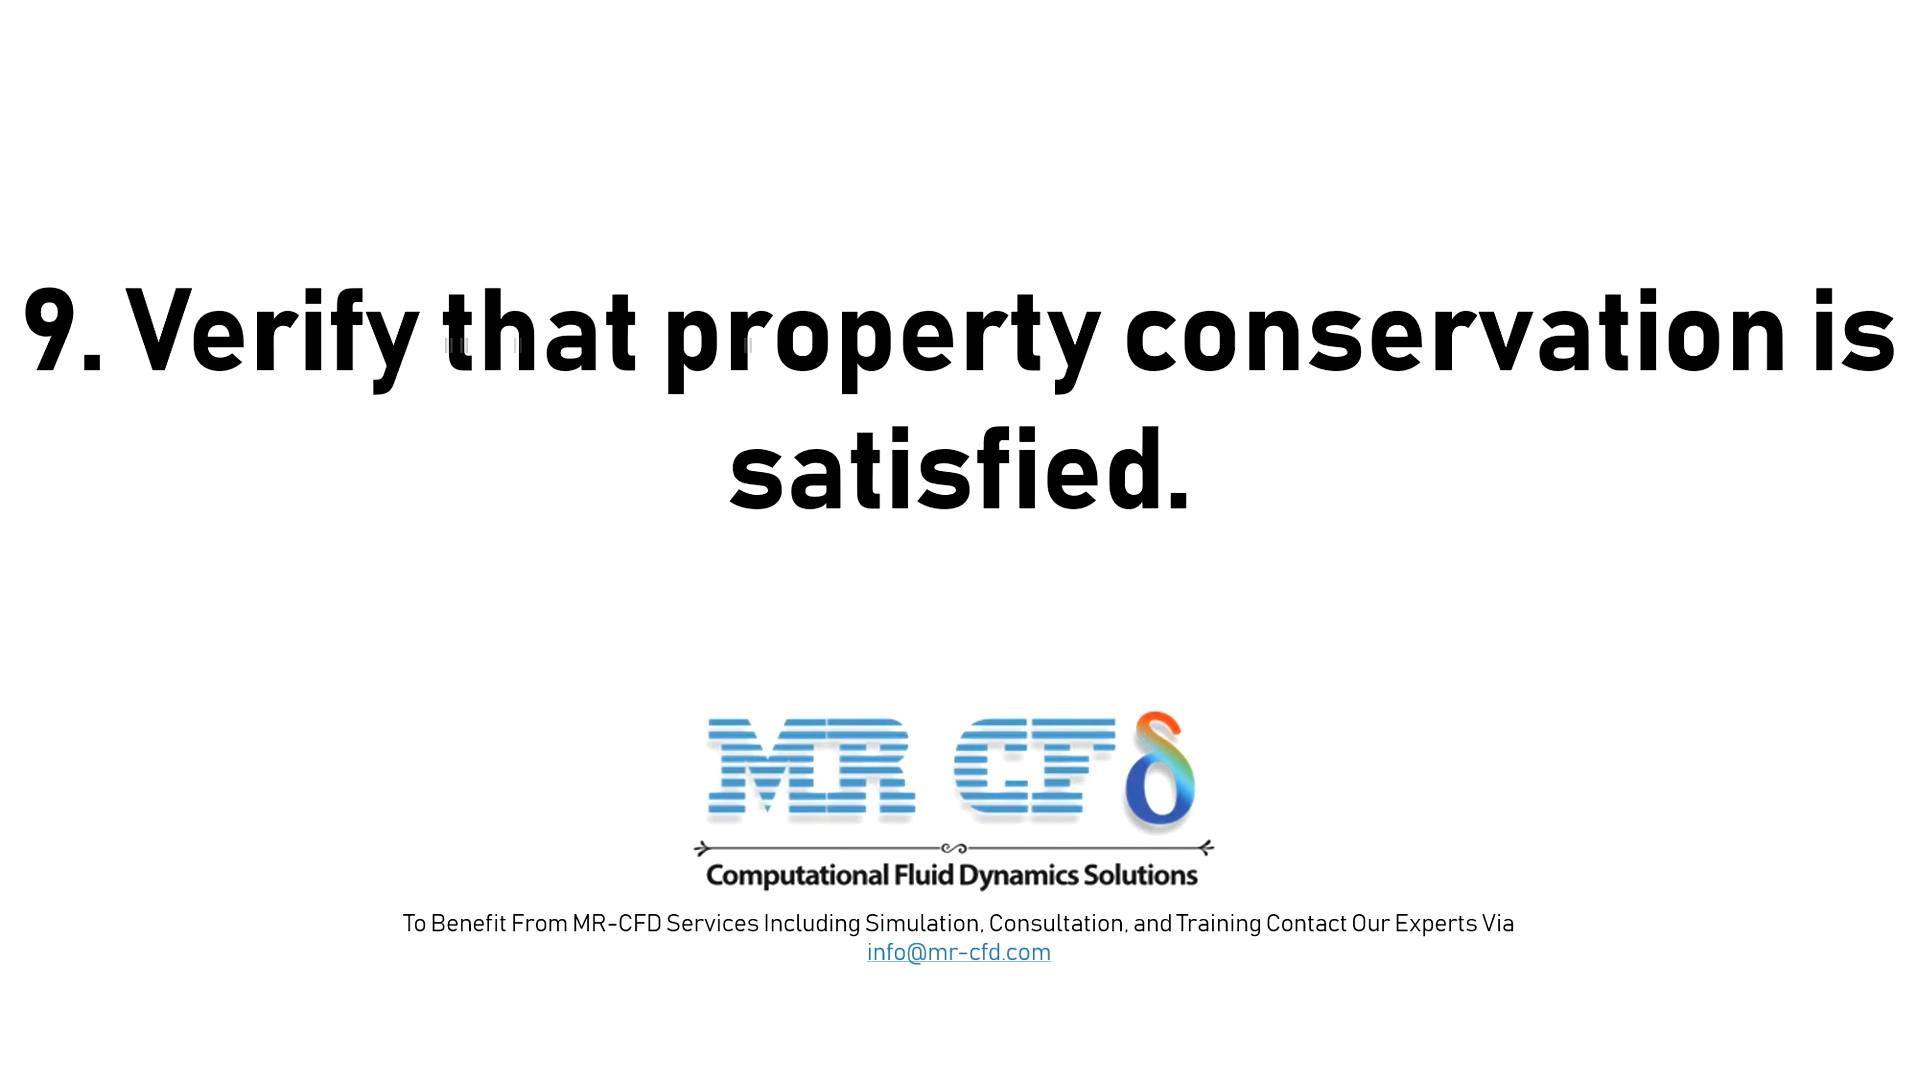 9. Verify that property conservation is
satisfied.
MR CFδ
Computational Fluid Dynamics Solutions
To Benefit From MR-CFD Services Including Simulation, Consultation, and Training Contact Our Experts Via
info@mr-cfd.com